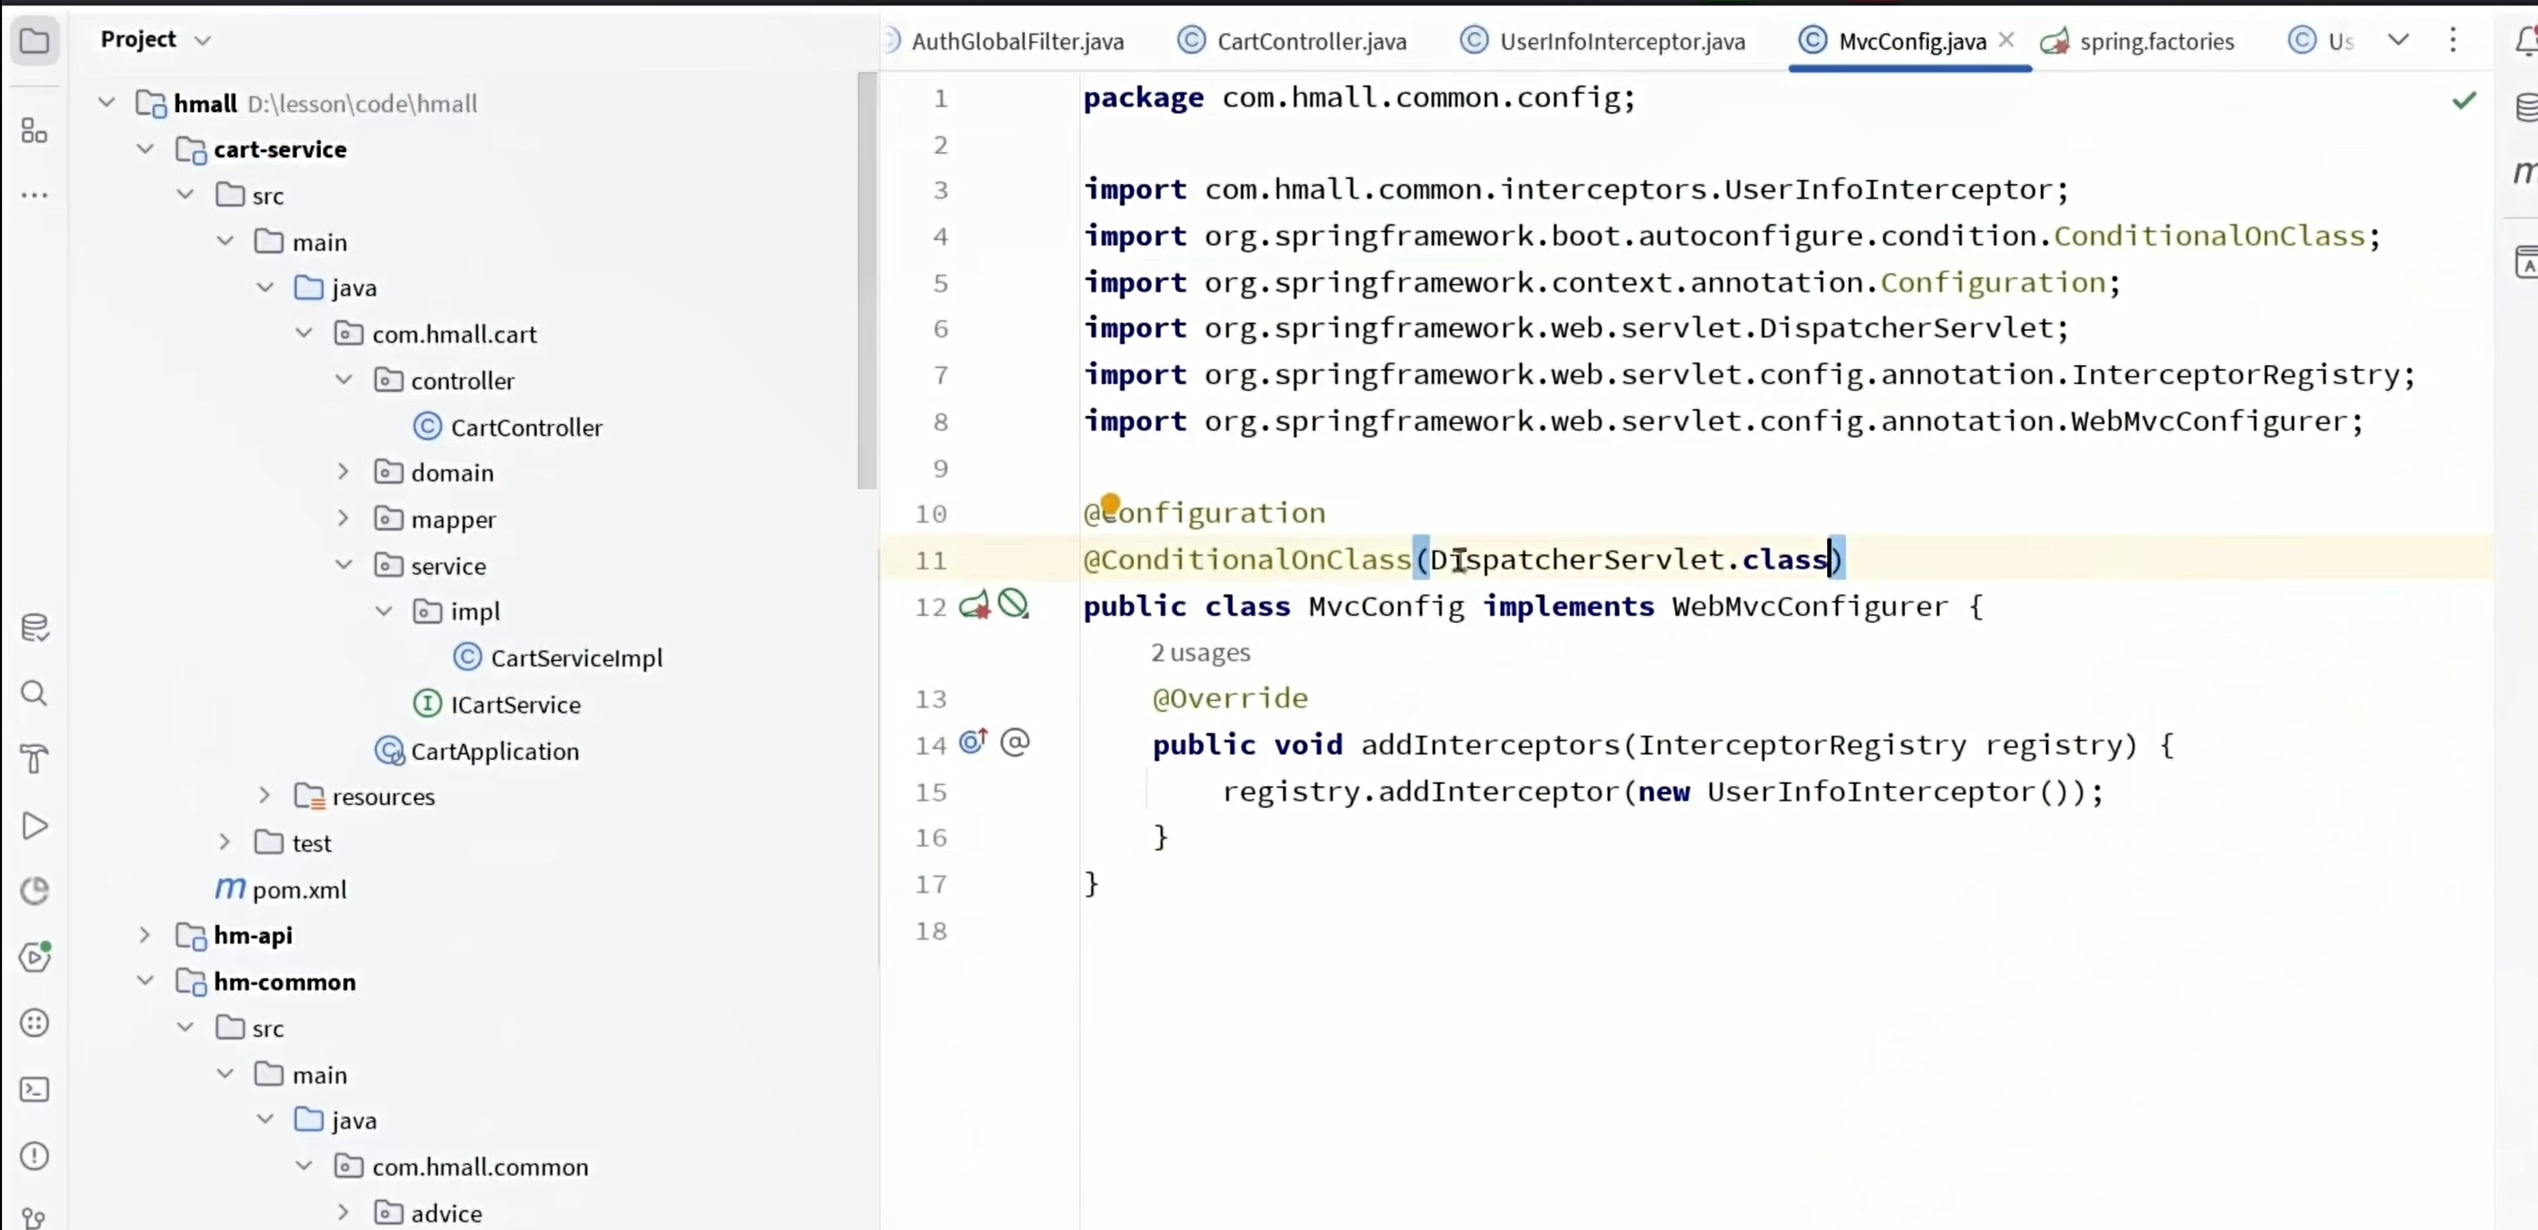 Project
hmall D:\lesson\code\hmall
cart-service
src
main
java
com.hmall.cart
controller
CartController
domain
mapper
service
impl
CartServiceImpl
ICartService
CartApplication
resources
test
pom.xml
hm-api
hm-common
src
main
java
com.hmall.common
advice
AuthGlobalFilter.java CartController.java UserInfoInterceptor.java MvcConfig.java spring.factories Us
1 package com.hmall.common.config;
2
3 import com.hmall.common.interceptors.UserInfoInterceptor;
4 import org.springframework.boot.autoconfigure.condition.ConditionalOnClass;
5 import org.springframework.context.annotation.Configuration;
6 import org.springframework.web.servlet.DispatcherServlet;
7 import org.springframework.web.servlet.config.annotation.InterceptorRegistry;
8 import org.springframework.web.servlet.config.annotation.WebMvcConfigurer;
9
10 @Configuration
11 @ConditionalOnClass(DispatcherServlet.class)
12 public class MvcConfig implements WebMvcConfigurer {
2 usages
13 @Override
14 public void addInterceptors(InterceptorRegistry registry) {
15 registry.addInterceptor(new UserInfoInterceptor());
16 }
17 }
18